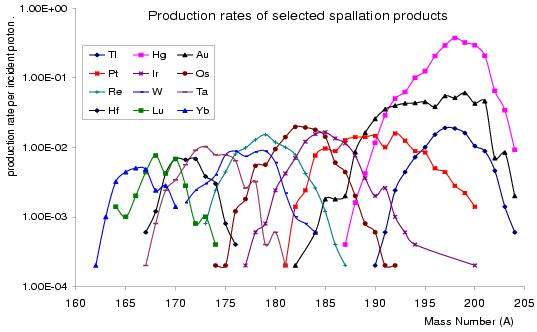 Production rates of selected spallation products
production rate per incident proton.
1.00E+00
1.00E-01
1.00E-02
1.00E-03
1.00E-04
Tl Hg Au
Pt Ir Os
Re W Ta
Hf Lu Yb
160 165 170 175 180 185 190 195 200 205
Mass Number (A)